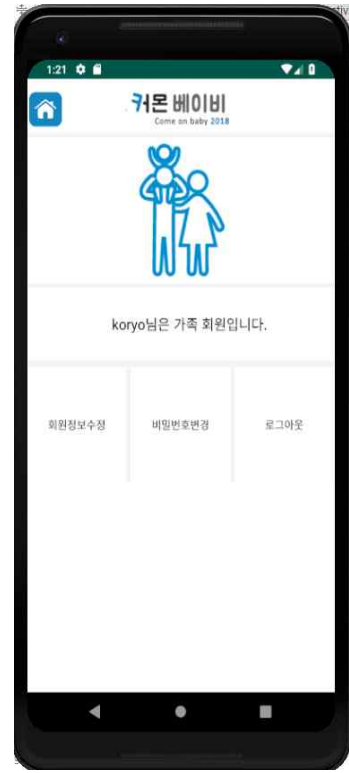 1:21
커몬 베이비
Come on baby 2018
koryo님은 가족 회원입니다.
회원정보수정
비밀번호변경
로그아웃